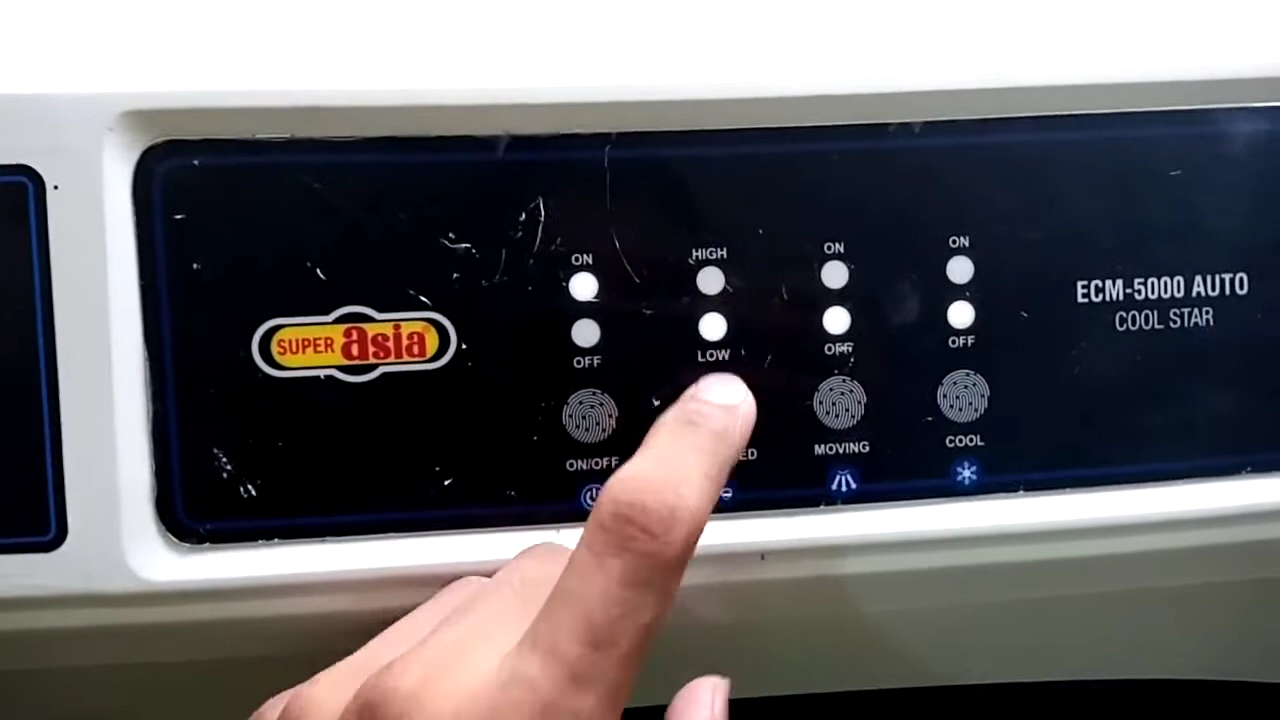 SUPER asia
ON
HIGH
ON
ON
OFF
LOW
OFF
OFF
ON/OFF
MOVING
COOL
ECM-5000 AUTO
COOL STAR